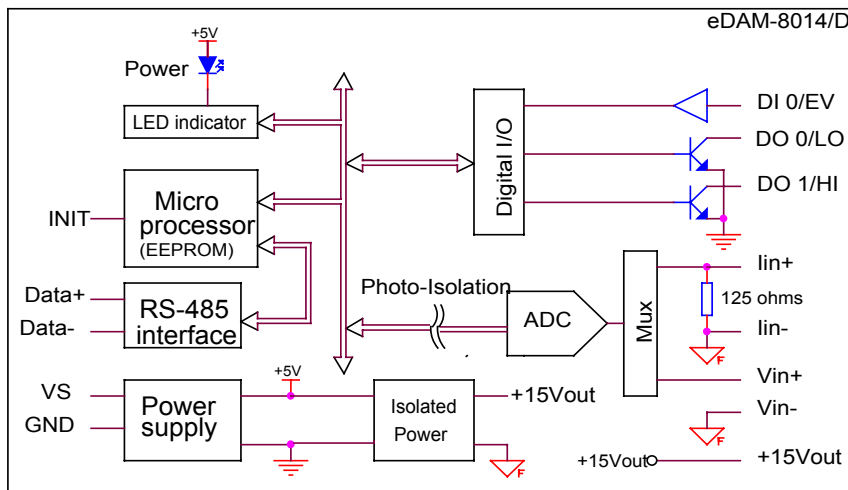 eDAM-8014/D
+5V
Power
LED indicator
DI 0/EV
DO 0/LO
DO 1/HI
Digital I/O
Micro
processor
(EEPROM)
INIT
Data+
Data-
RS-485
interface
Photo-Isolation
ADC
Mux
Iin+
125 ohms
Iin-
F
Vin+
Vin-
F
VS
GND
Power
supply
+5V
Isolated
Power
+15Vout
F
+15Vout
+15Vout